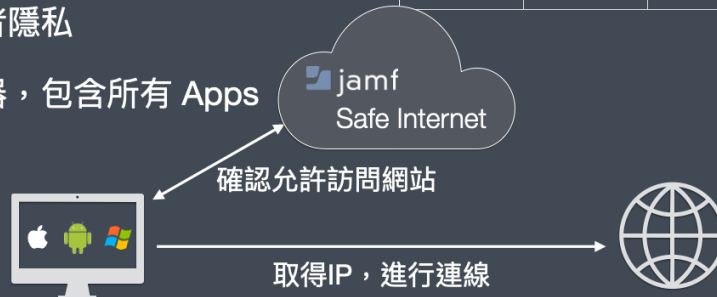 者隱私
器，包含所有 Apps
jamf
Safe Internet
確認允許訪問網站
取得IP，進行連線